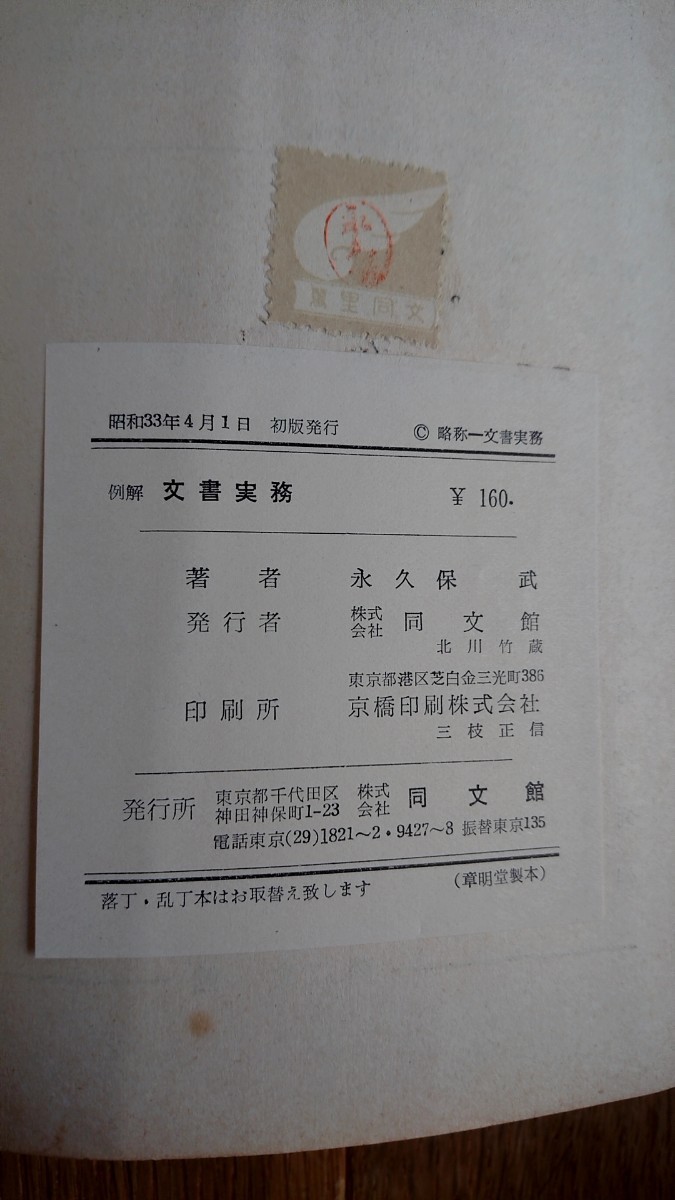 文同里萬
昭和33年4月1日 初版発行 Ⓒ 略称―文書実務
例解 文書実務 ¥ 160.
著者 永久保武
発行者 株式会社 同文館
北川竹蔵
東京都港区芝白金三光町386
印刷所 京橋印刷株式会社
三枝正信
発行所 東京都千代田区神田神保町1-23 株式会社 同文館
電話東京(29)1821〜2・9427〜8 振替東京135
落丁・乱丁本はお取替え致します (章明堂製本)